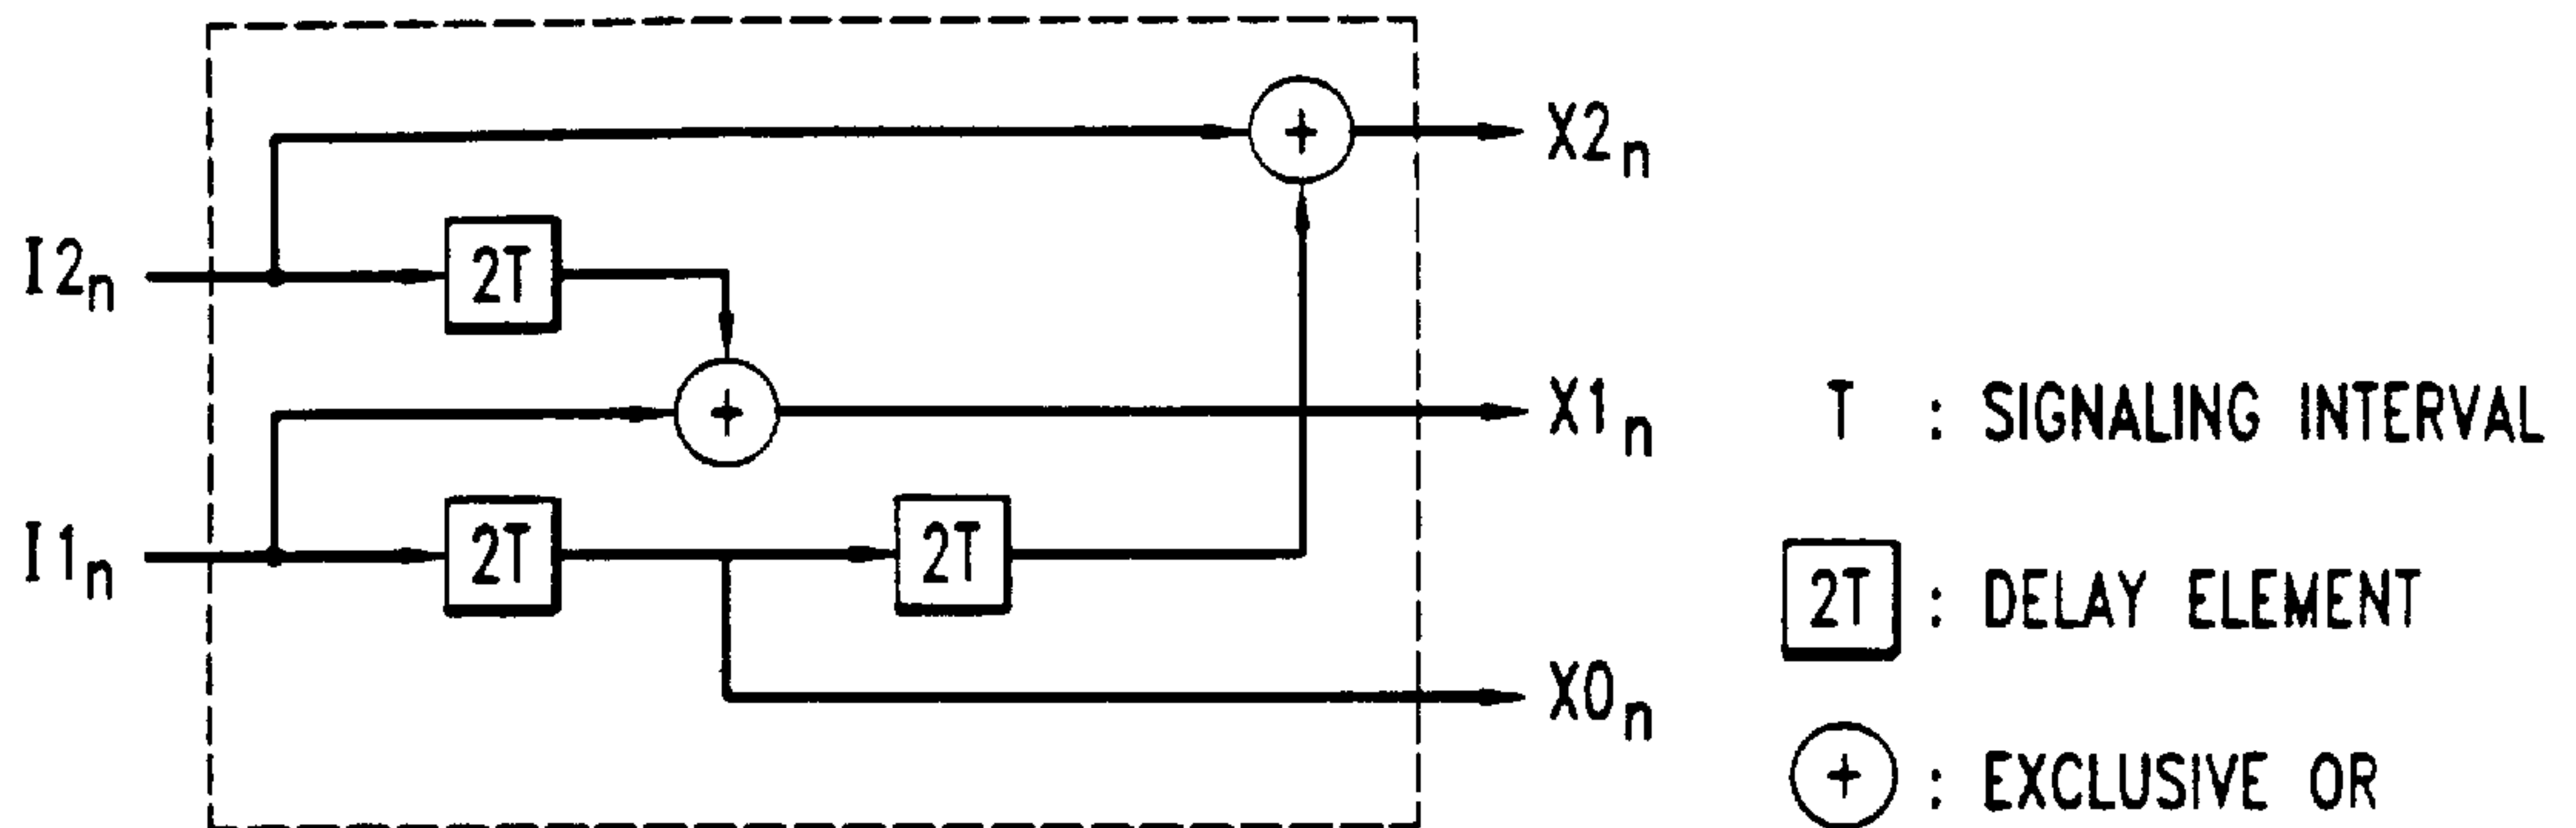 X2n
I2n
2T
+
+
X1n
I1n
2T
2T
X0n
T : SIGNALING INTERVAL
2T : DELAY ELEMENT
+ : EXCLUSIVE OR